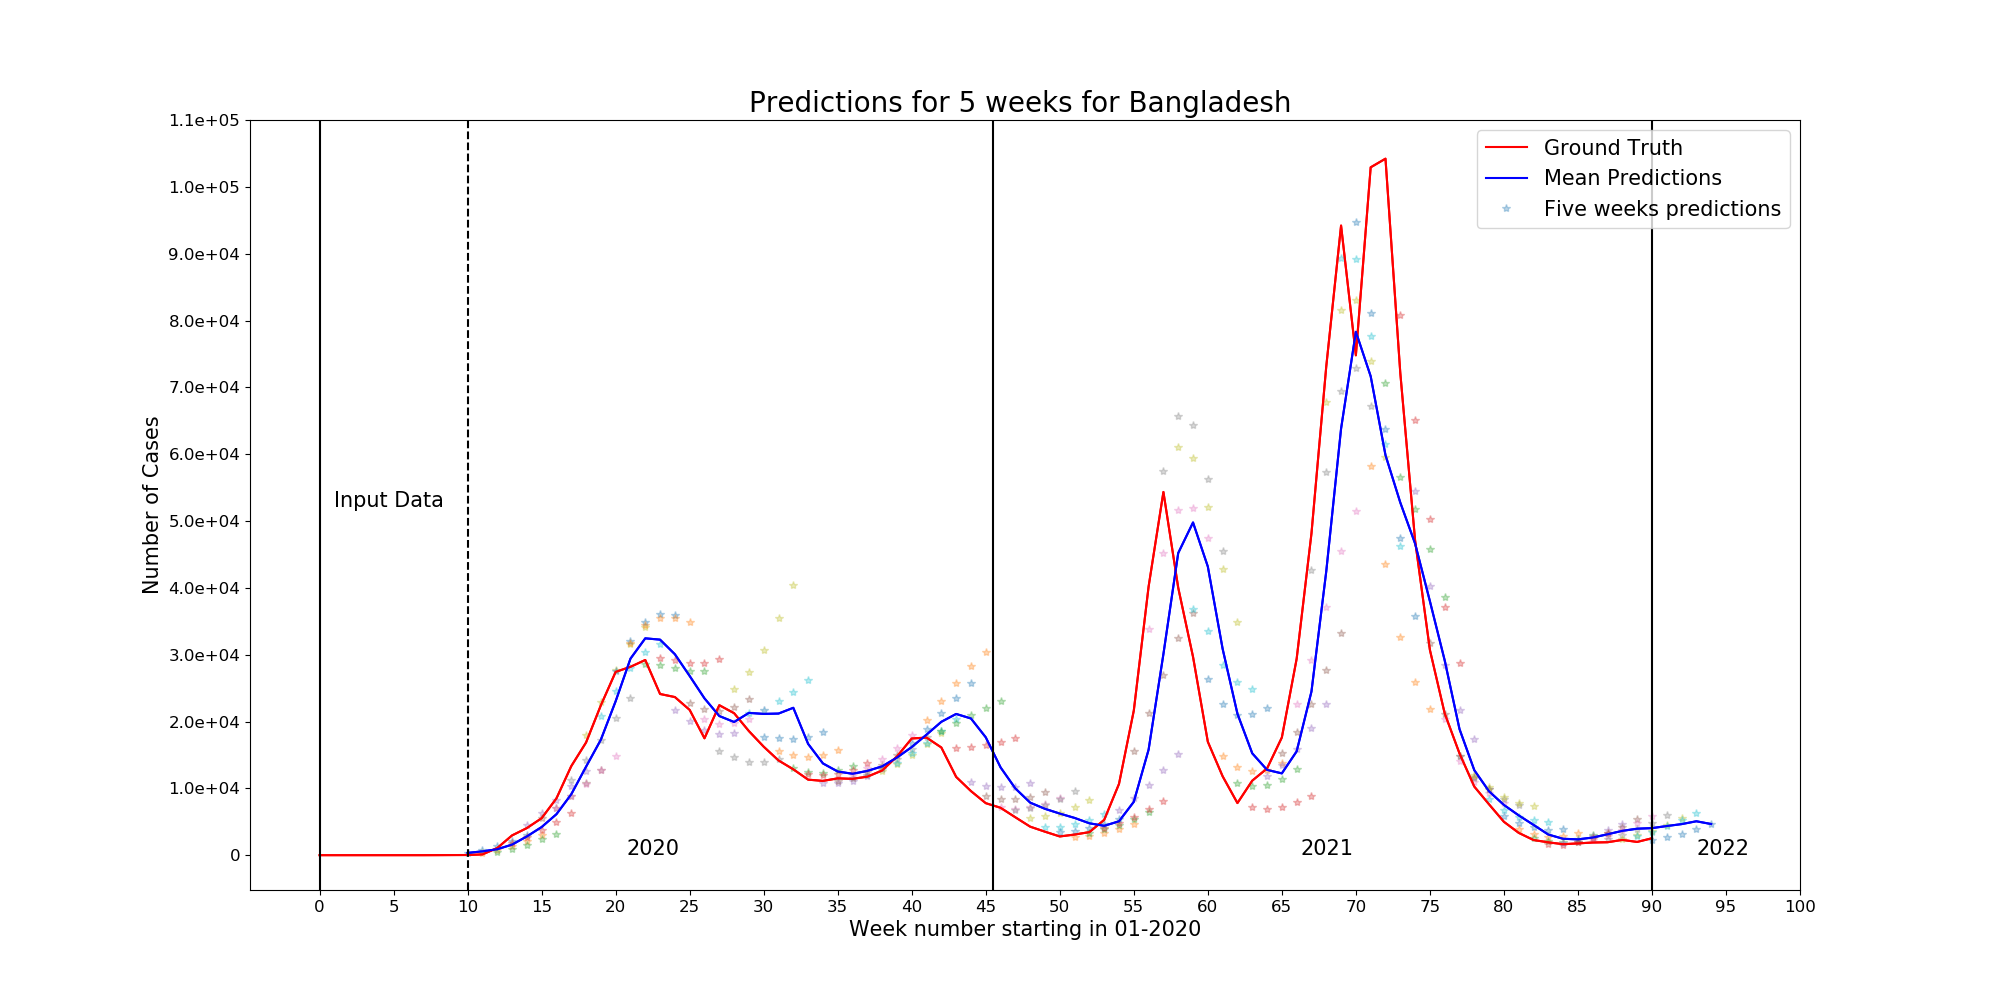 Predictions for 5 weeks for Bangladesh
1.1e+05
1.0e+05
9.0e+04
8.0e+04
7.0e+04
6.0e+04
5.0e+04
4.0e+04
3.0e+04
2.0e+04
1.0e+04
0
Number of Cases
Ground Truth
Mean Predictions
Five weeks predictions
Input Data
2020 2021 2022
0 5 10 15 20 25 30 35 40 45 50 55 60 65 70 75 80 85 90 95 100
Week number starting in 01-2020